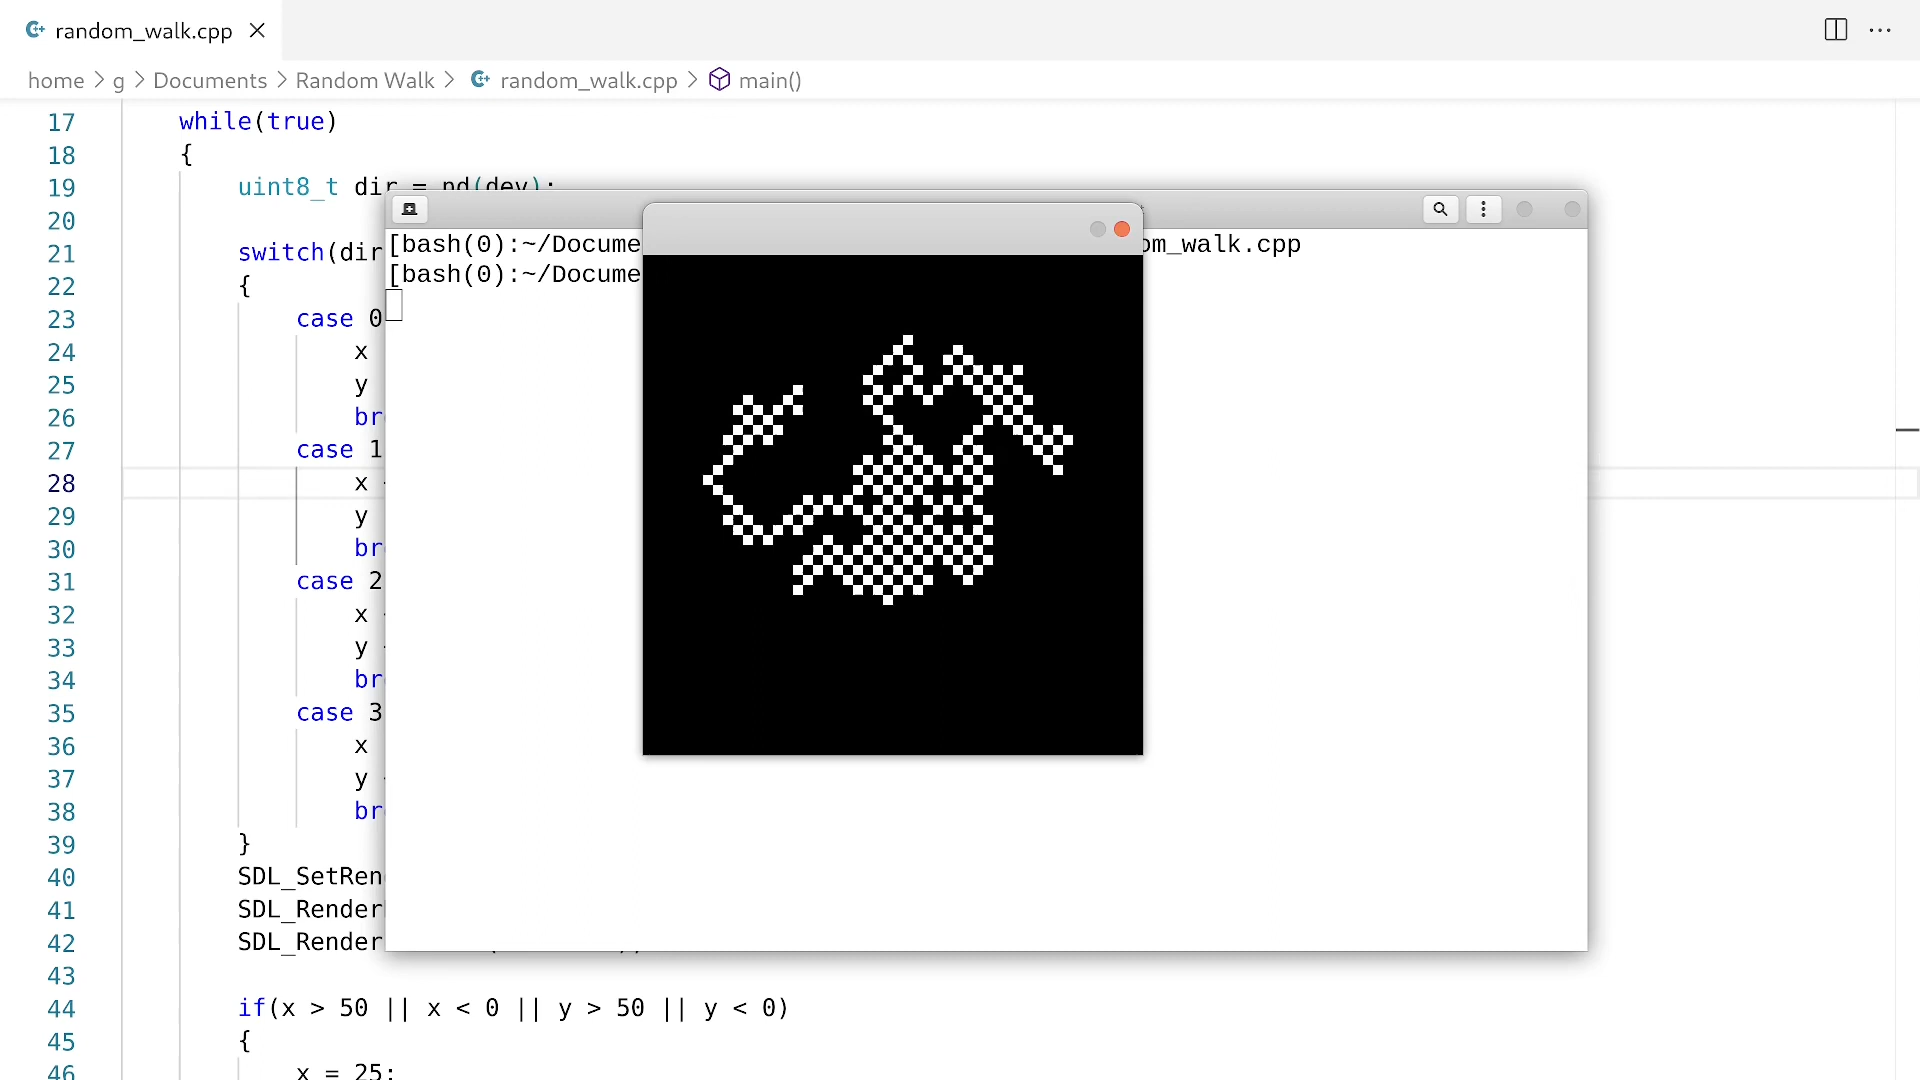 random_walk.cpp
home > g > Documents > Random Walk > random_walk.cpp > main()
17 while(true)
18 {
19 uint8_t dir = nd(dev);
20
21 switch(dir
22 {
23 case 0
24 x
25 y
26 br
27 case 1
28 x
29 y
30 br
31 case 2
32 x
33 y
34 br
35 case 3
36 x
37 y
38 br
39 }
40 SDL_SetRen
41 SDL_Render
42 SDL_Render
43
44 if(x > 50 || x < 0 || y > 50 || y < 0)
45 {
46 x = 25;
[bash(0):~/Docume om_walk.cpp
[bash(0):~/Docume